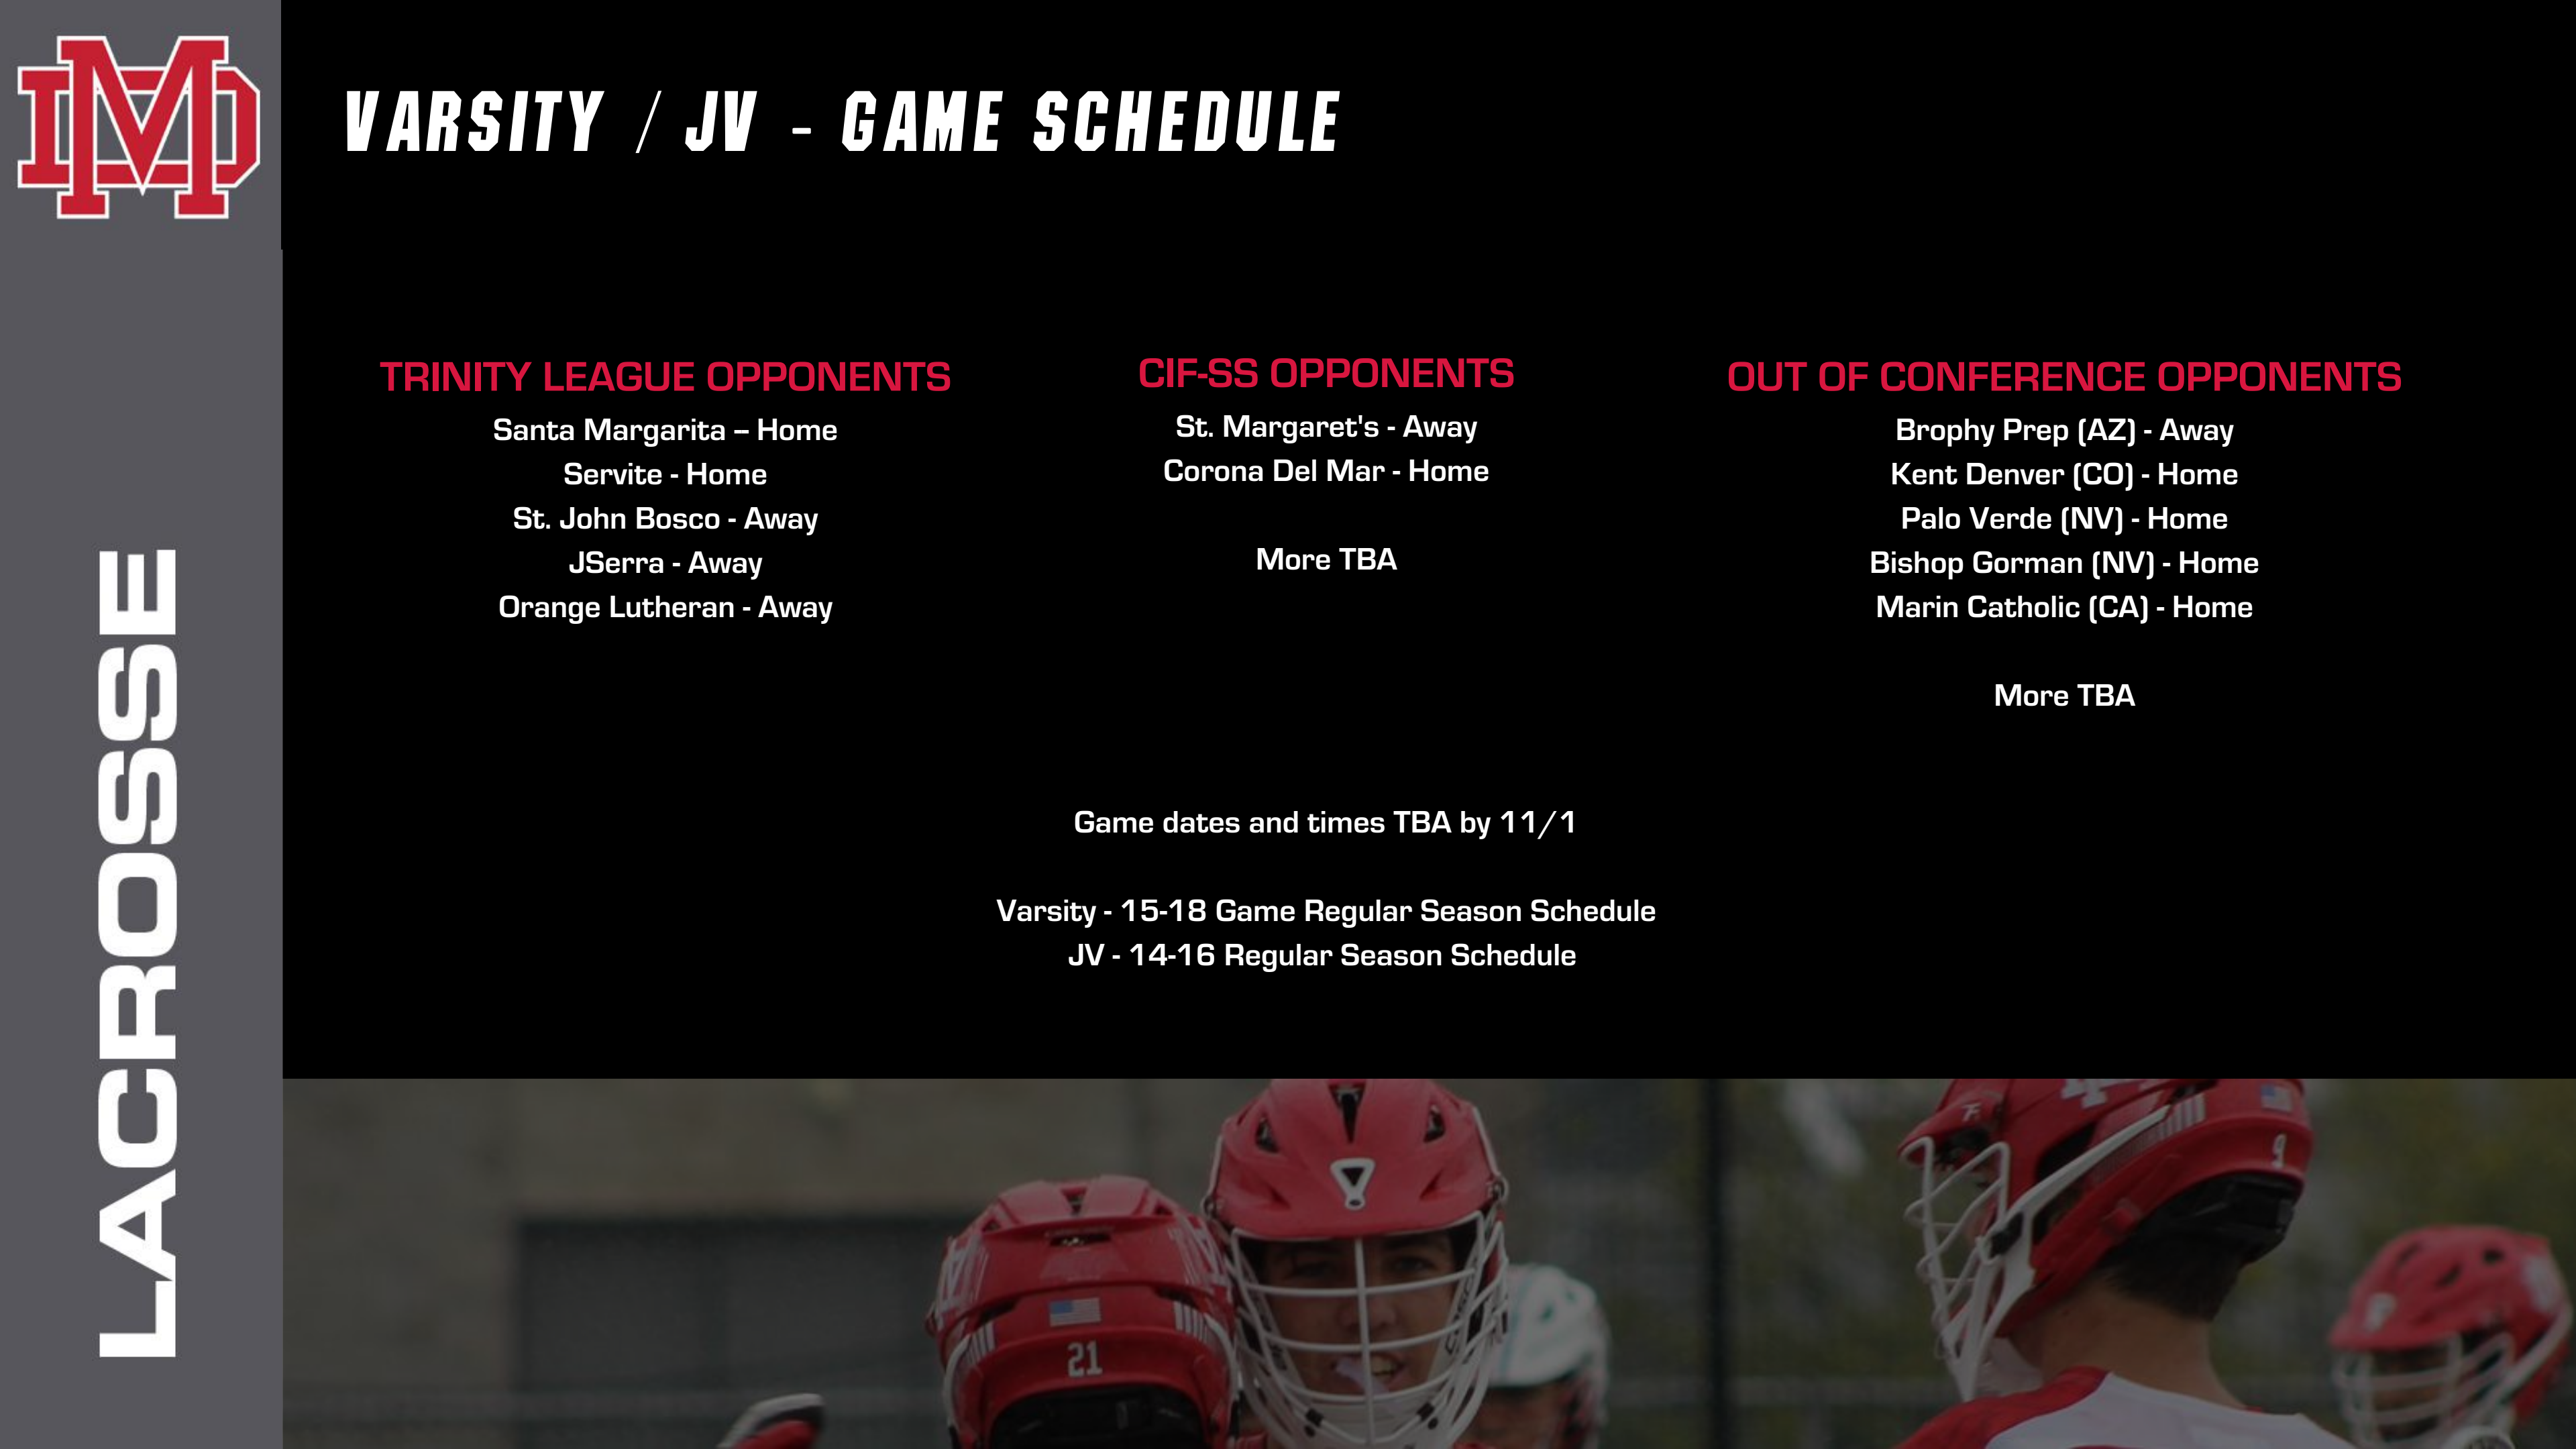 MD
VARSITY / JV - GAME SCHEDULE
TRINITY LEAGUE OPPONENTS
Santa Margarita – Home
Servite - Home
St. John Bosco - Away
JSerra - Away
Orange Lutheran - Away
CIF-SS OPPONENTS
St. Margaret's - Away
Corona Del Mar - Home
More TBA
OUT OF CONFERENCE OPPONENTS
Brophy Prep (AZ) - Away
Kent Denver (CO) - Home
Palo Verde (NV) - Home
Bishop Gorman (NV) - Home
Marin Catholic (CA) - Home
More TBA
Game dates and times TBA by 11/1
Varsity - 15-18 Game Regular Season Schedule
JV - 14-16 Regular Season Schedule
LACROSSE
21
9